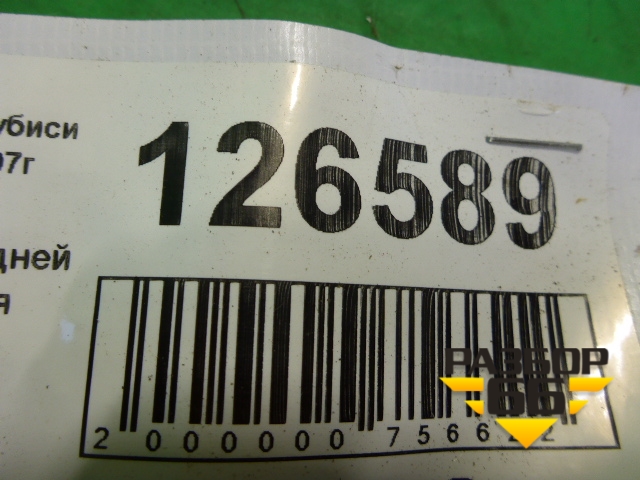 убиси
07г
126589
дней
я
2 000000 7566
РАЗБОР
66